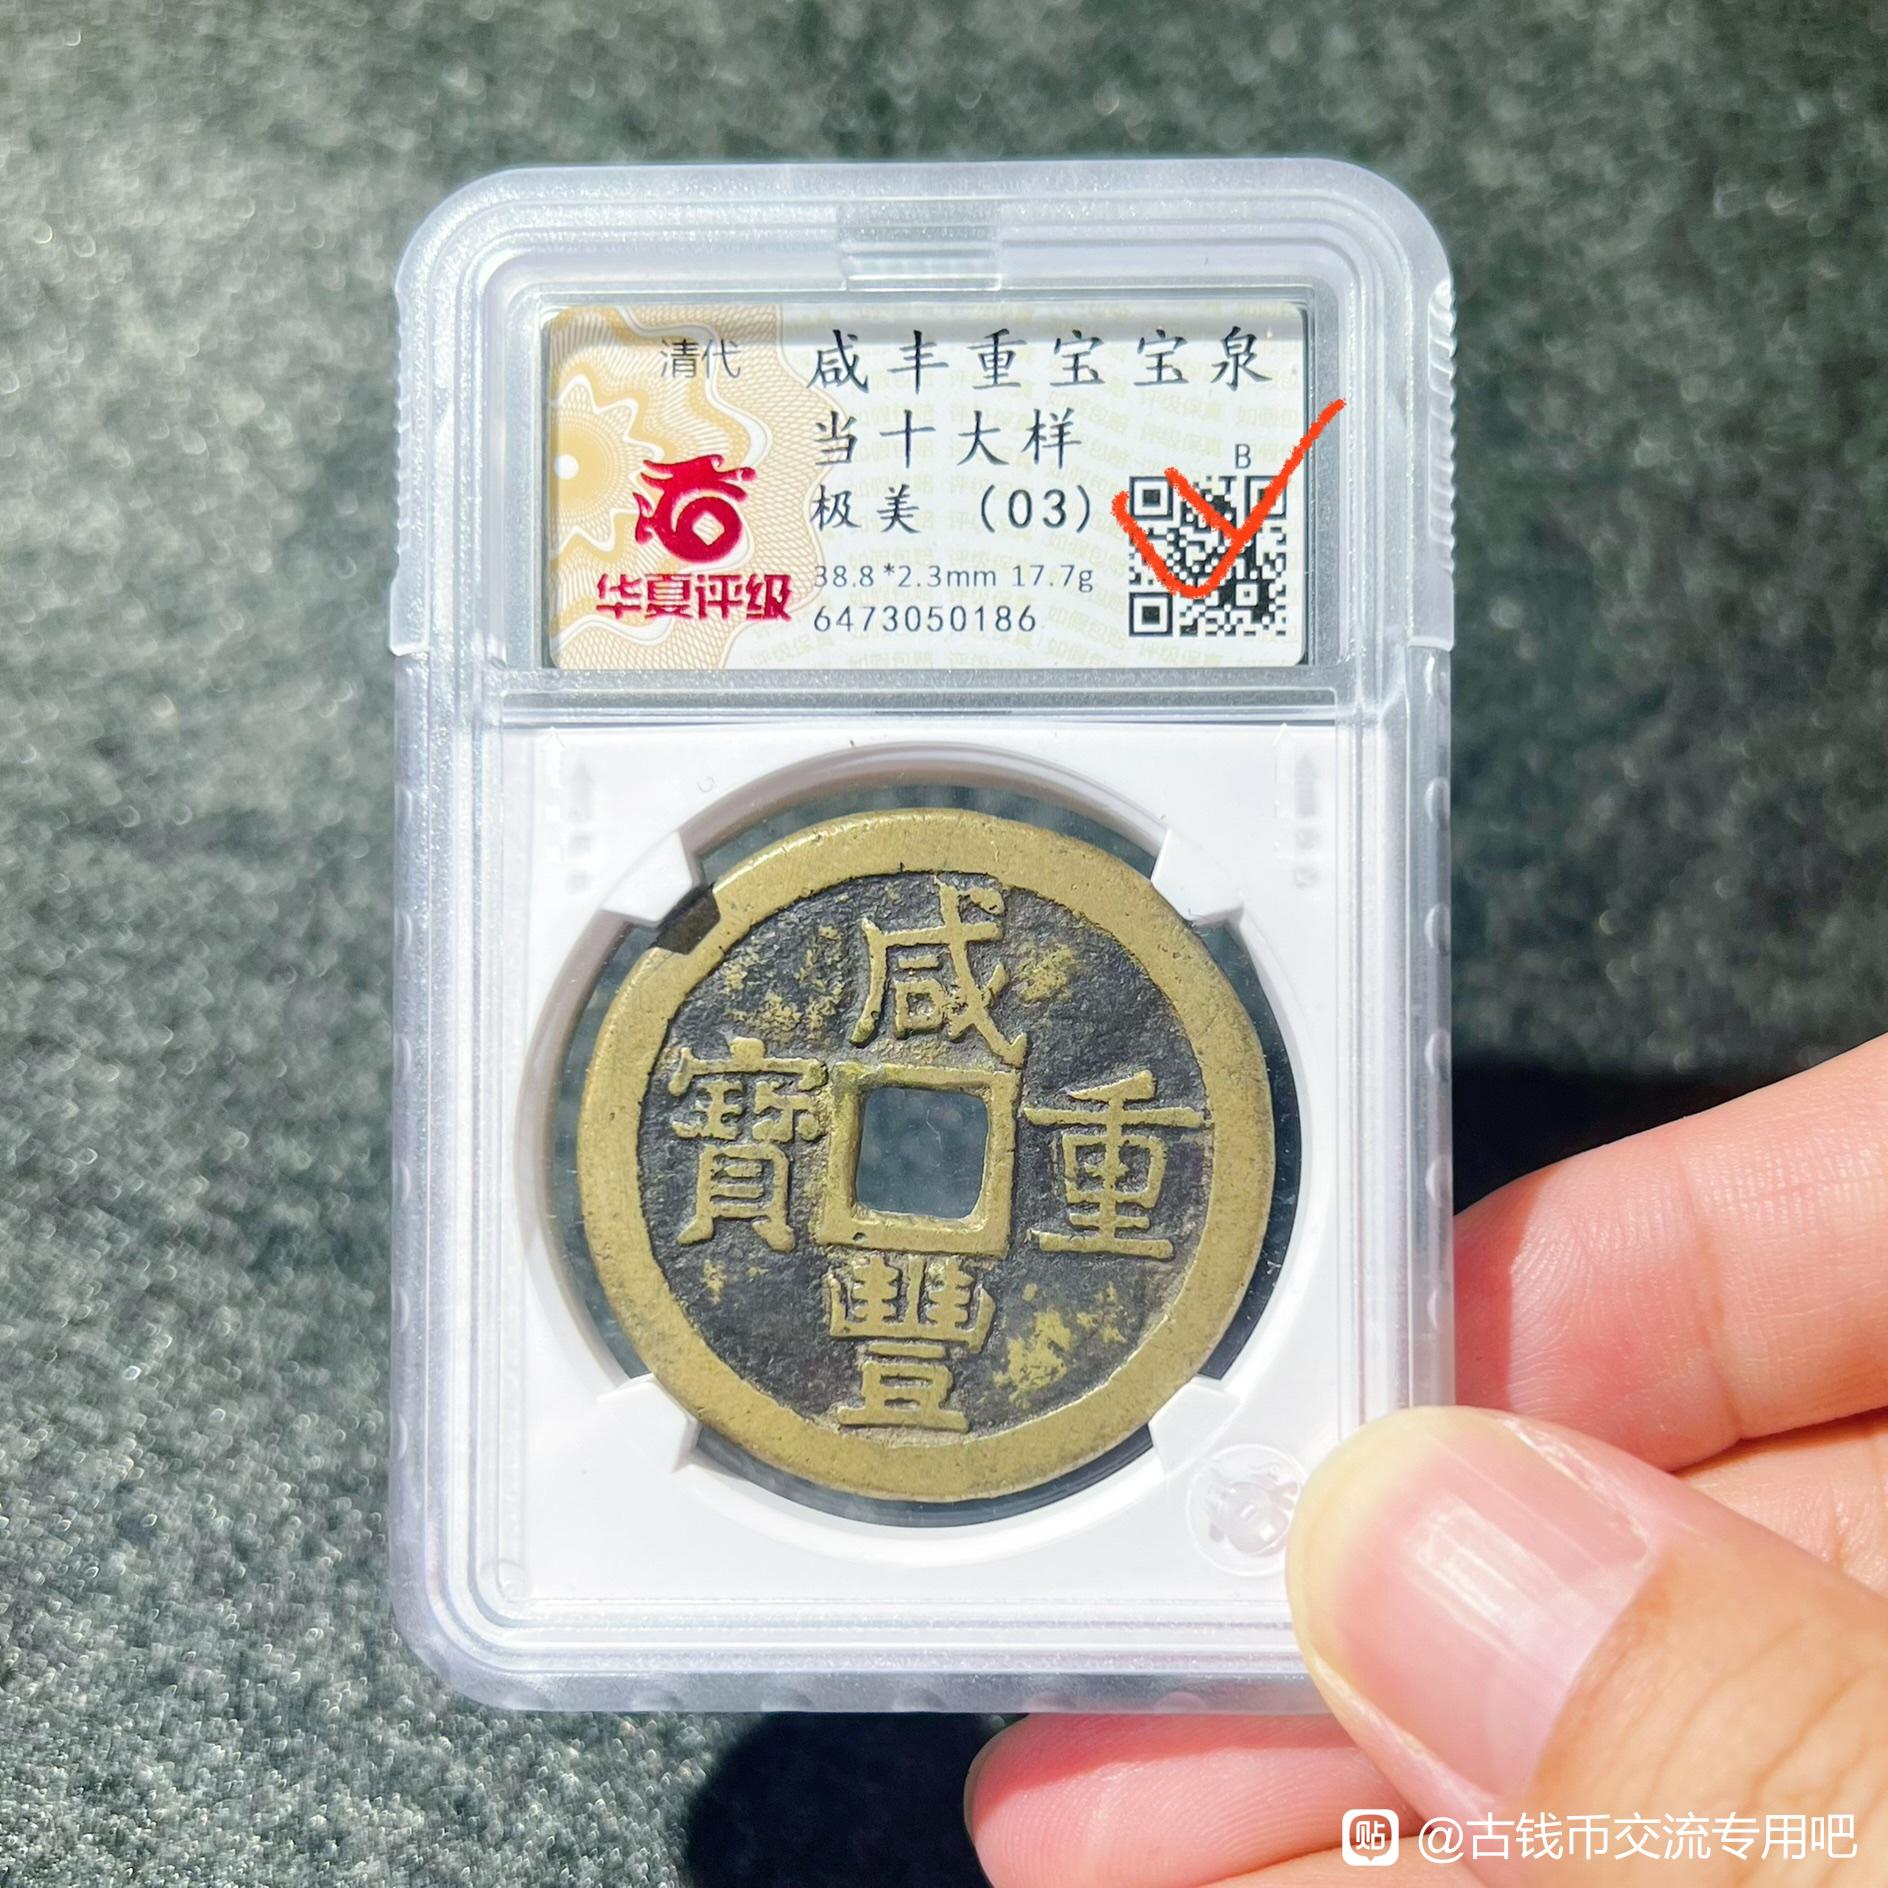 清代
咸丰重宝宝泉
当十大样
极美 (03)
38.8*2.3mm 17.7g
6473050186
B
华夏评级
咸
重
寶
豐
贴 @古钱币交流专用吧